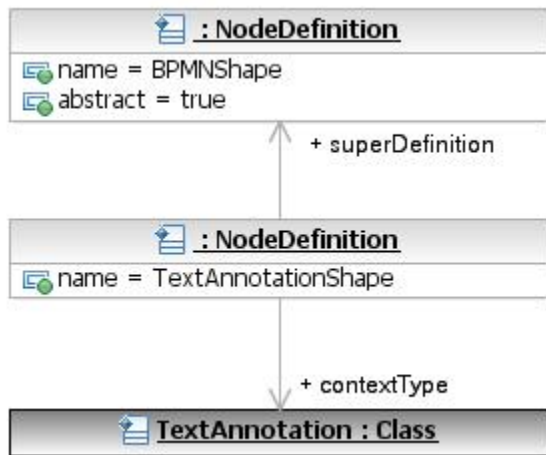 : NodeDefinition
name = BPMNShape
abstract = true
+ superDefinition
: NodeDefinition
name = TextAnnotationShape
+ contextType
TextAnnotation : Class